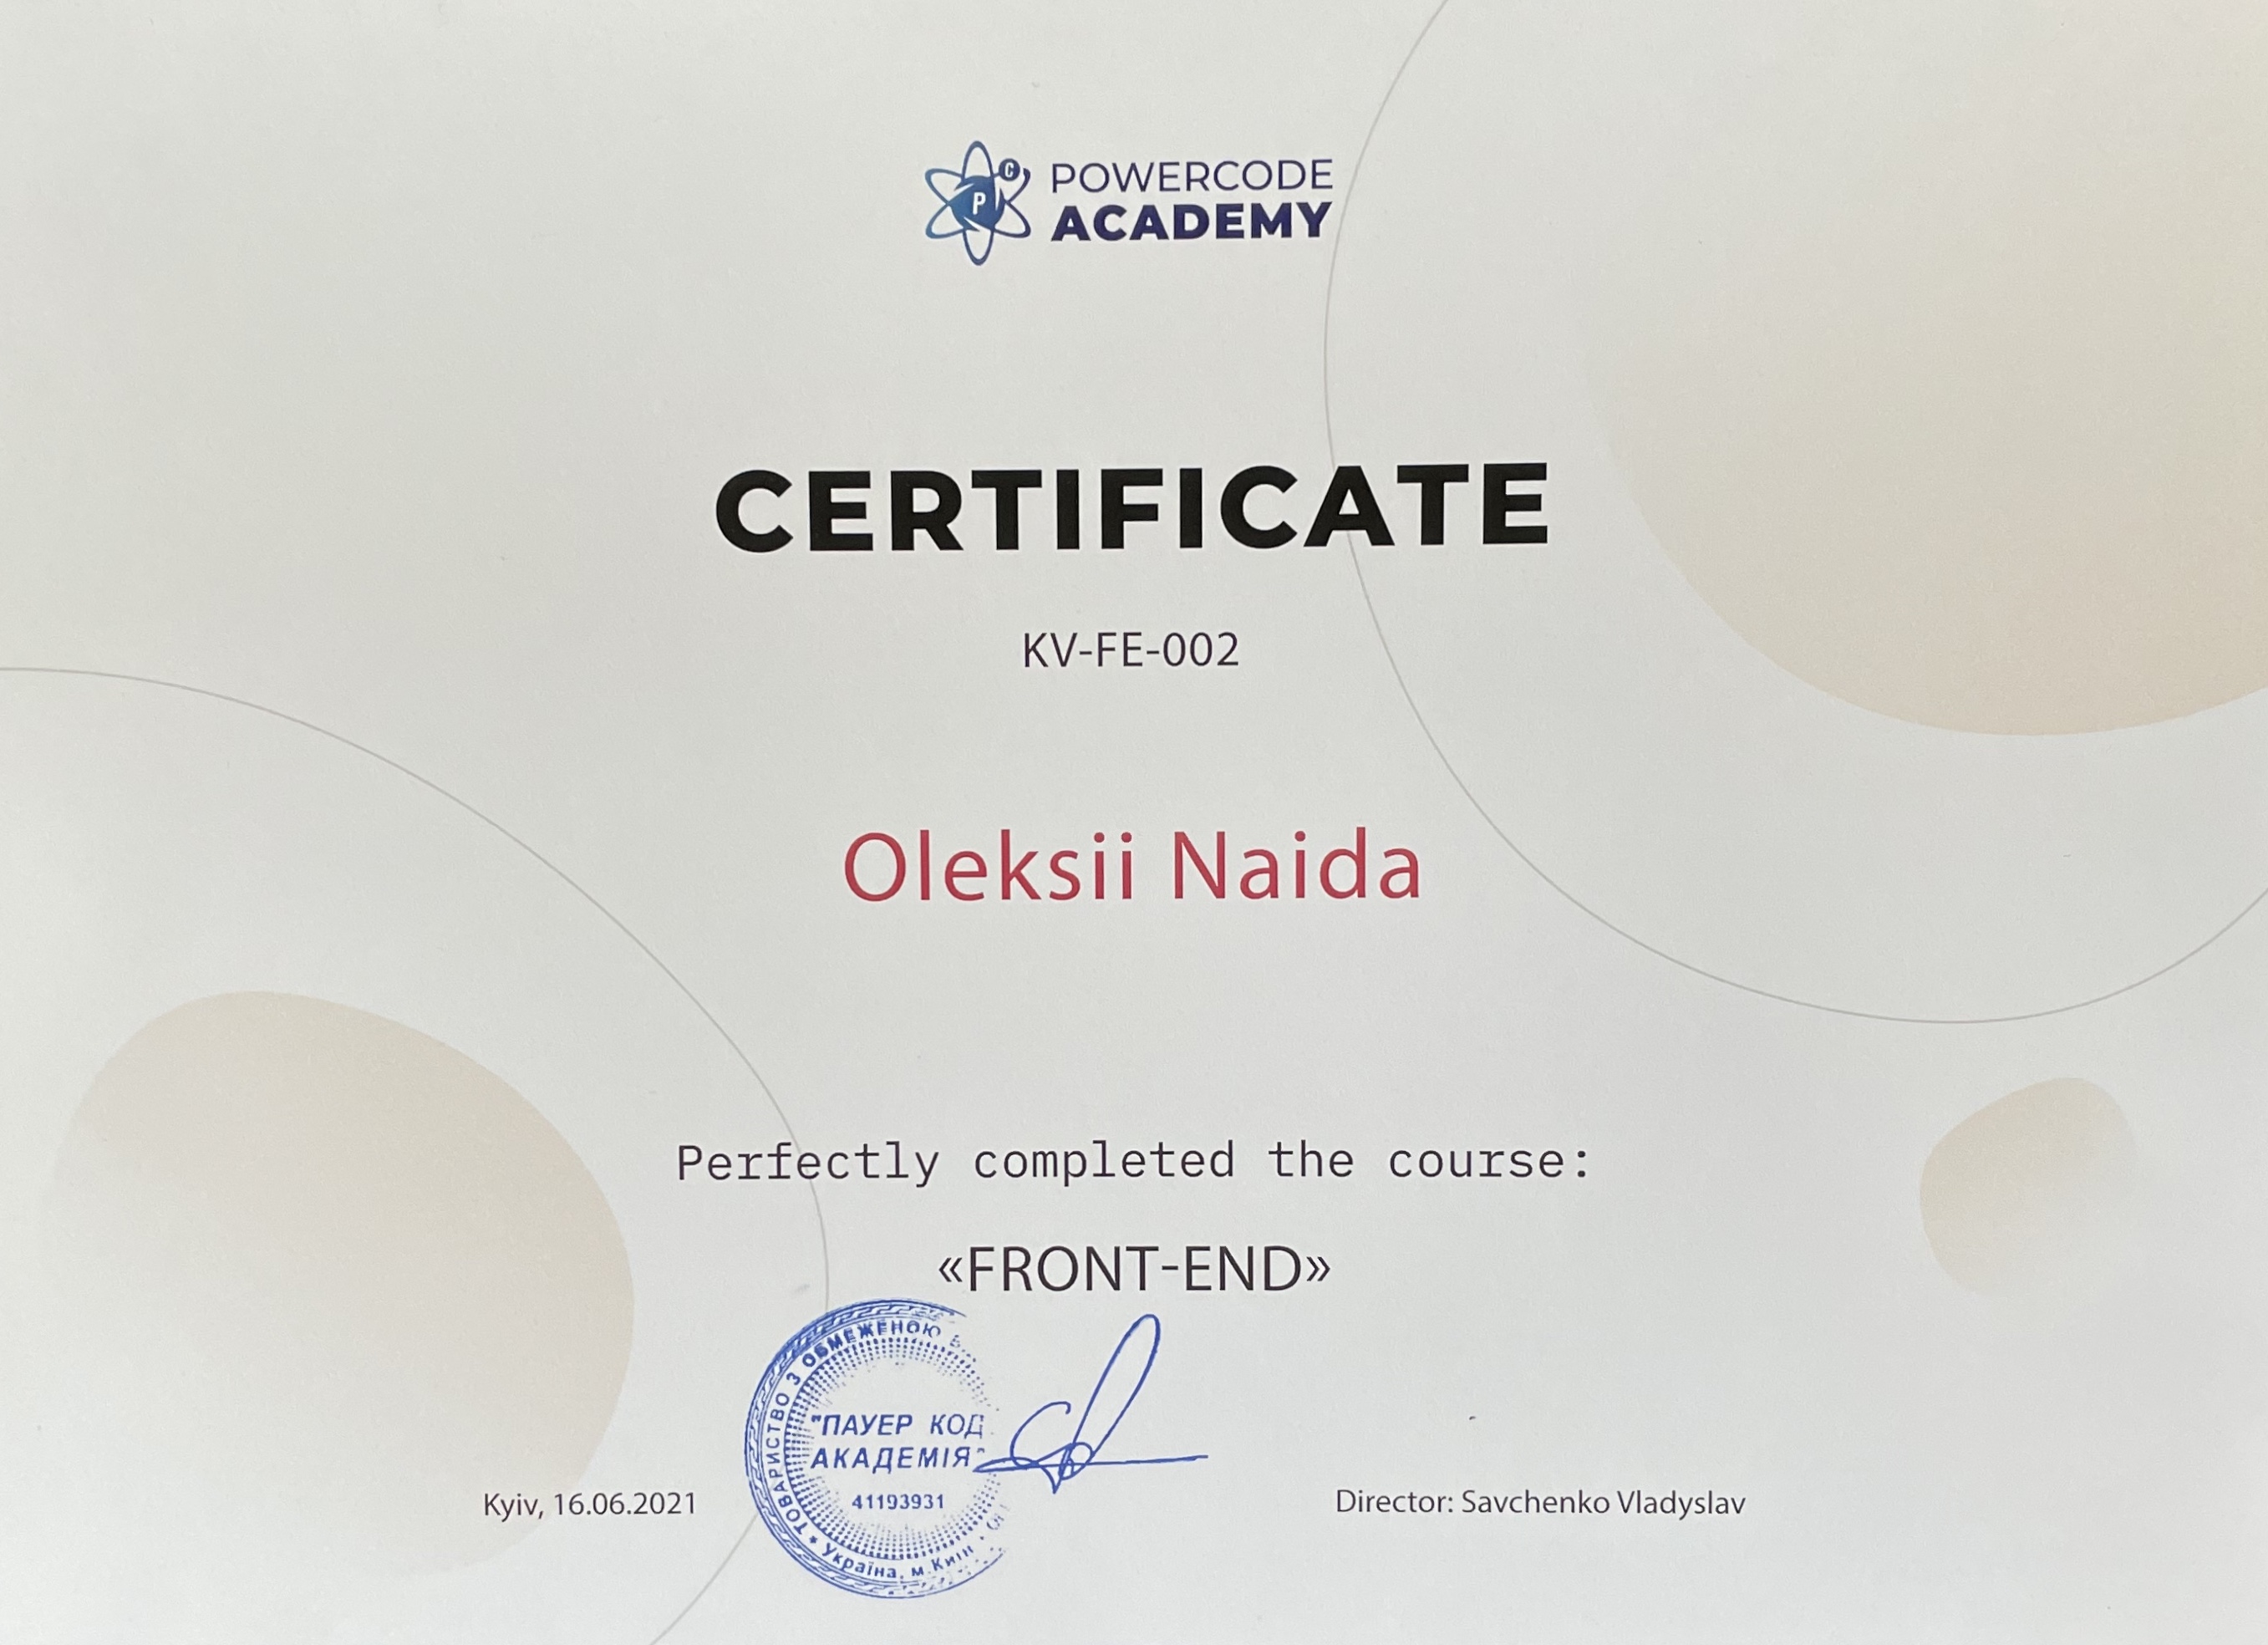 POWERCODE
ACADEMY
CERTIFICATE
KV-FE-002
Oleksii Naida
Perfectly completed the course:
«FRONT-END»
ТОВАРИСТВО З ОБМЕЖЕНОЮ
"ПАУЕР КОД
АКАДЕМІЯ"
41193931
* Україна, м.Київ *
Kyiv, 16.06.2021
Director: Savchenko Vladyslav